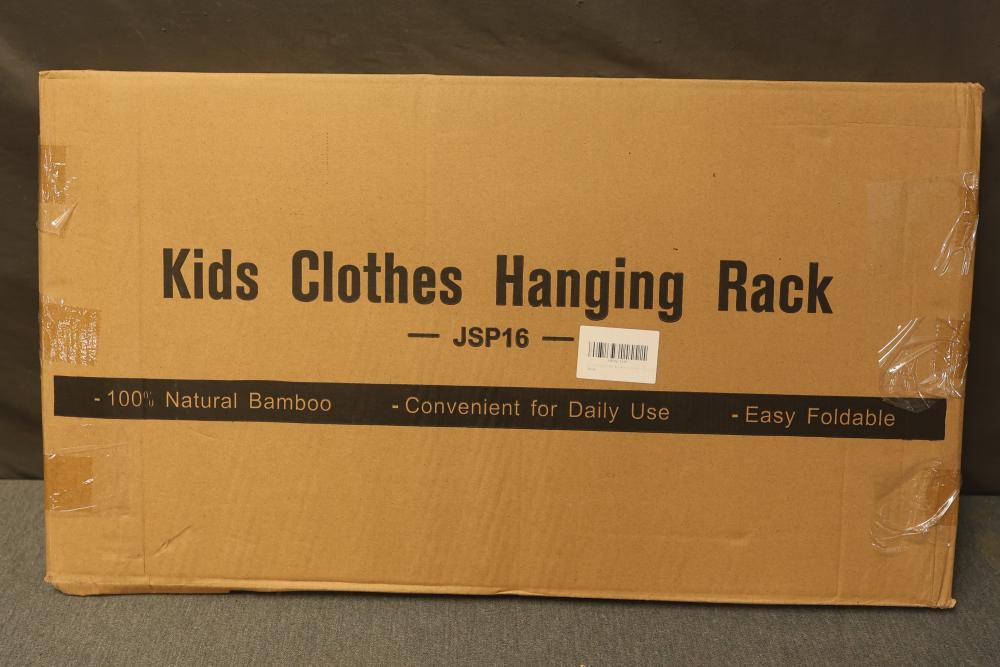 Kids Clothes Hanging Rack
— JSP16 —
- 100% Natural Bamboo - Convenient for Daily Use - Easy Foldable